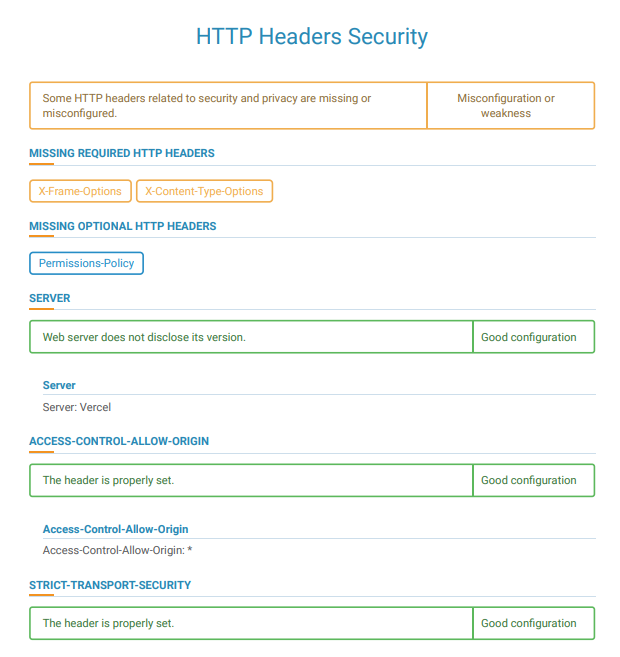 HTTP Headers Security
Some HTTP headers related to security and privacy are missing or
misconfigured.
Misconfiguration or
weakness
MISSING REQUIRED HTTP HEADERS
X-Frame-Options
X-Content-Type-Options
MISSING OPTIONAL HTTP HEADERS
Permissions-Policy
SERVER
Web server does not disclose its version.
Good configuration
Server
Server: Vercel
ACCESS-CONTROL-ALLOW-ORIGIN
The header is properly set.
Good configuration
Access-Control-Allow-Origin
Access-Control-Allow-Origin: *
STRICT-TRANSPORT-SECURITY
The header is properly set.
Good configuration